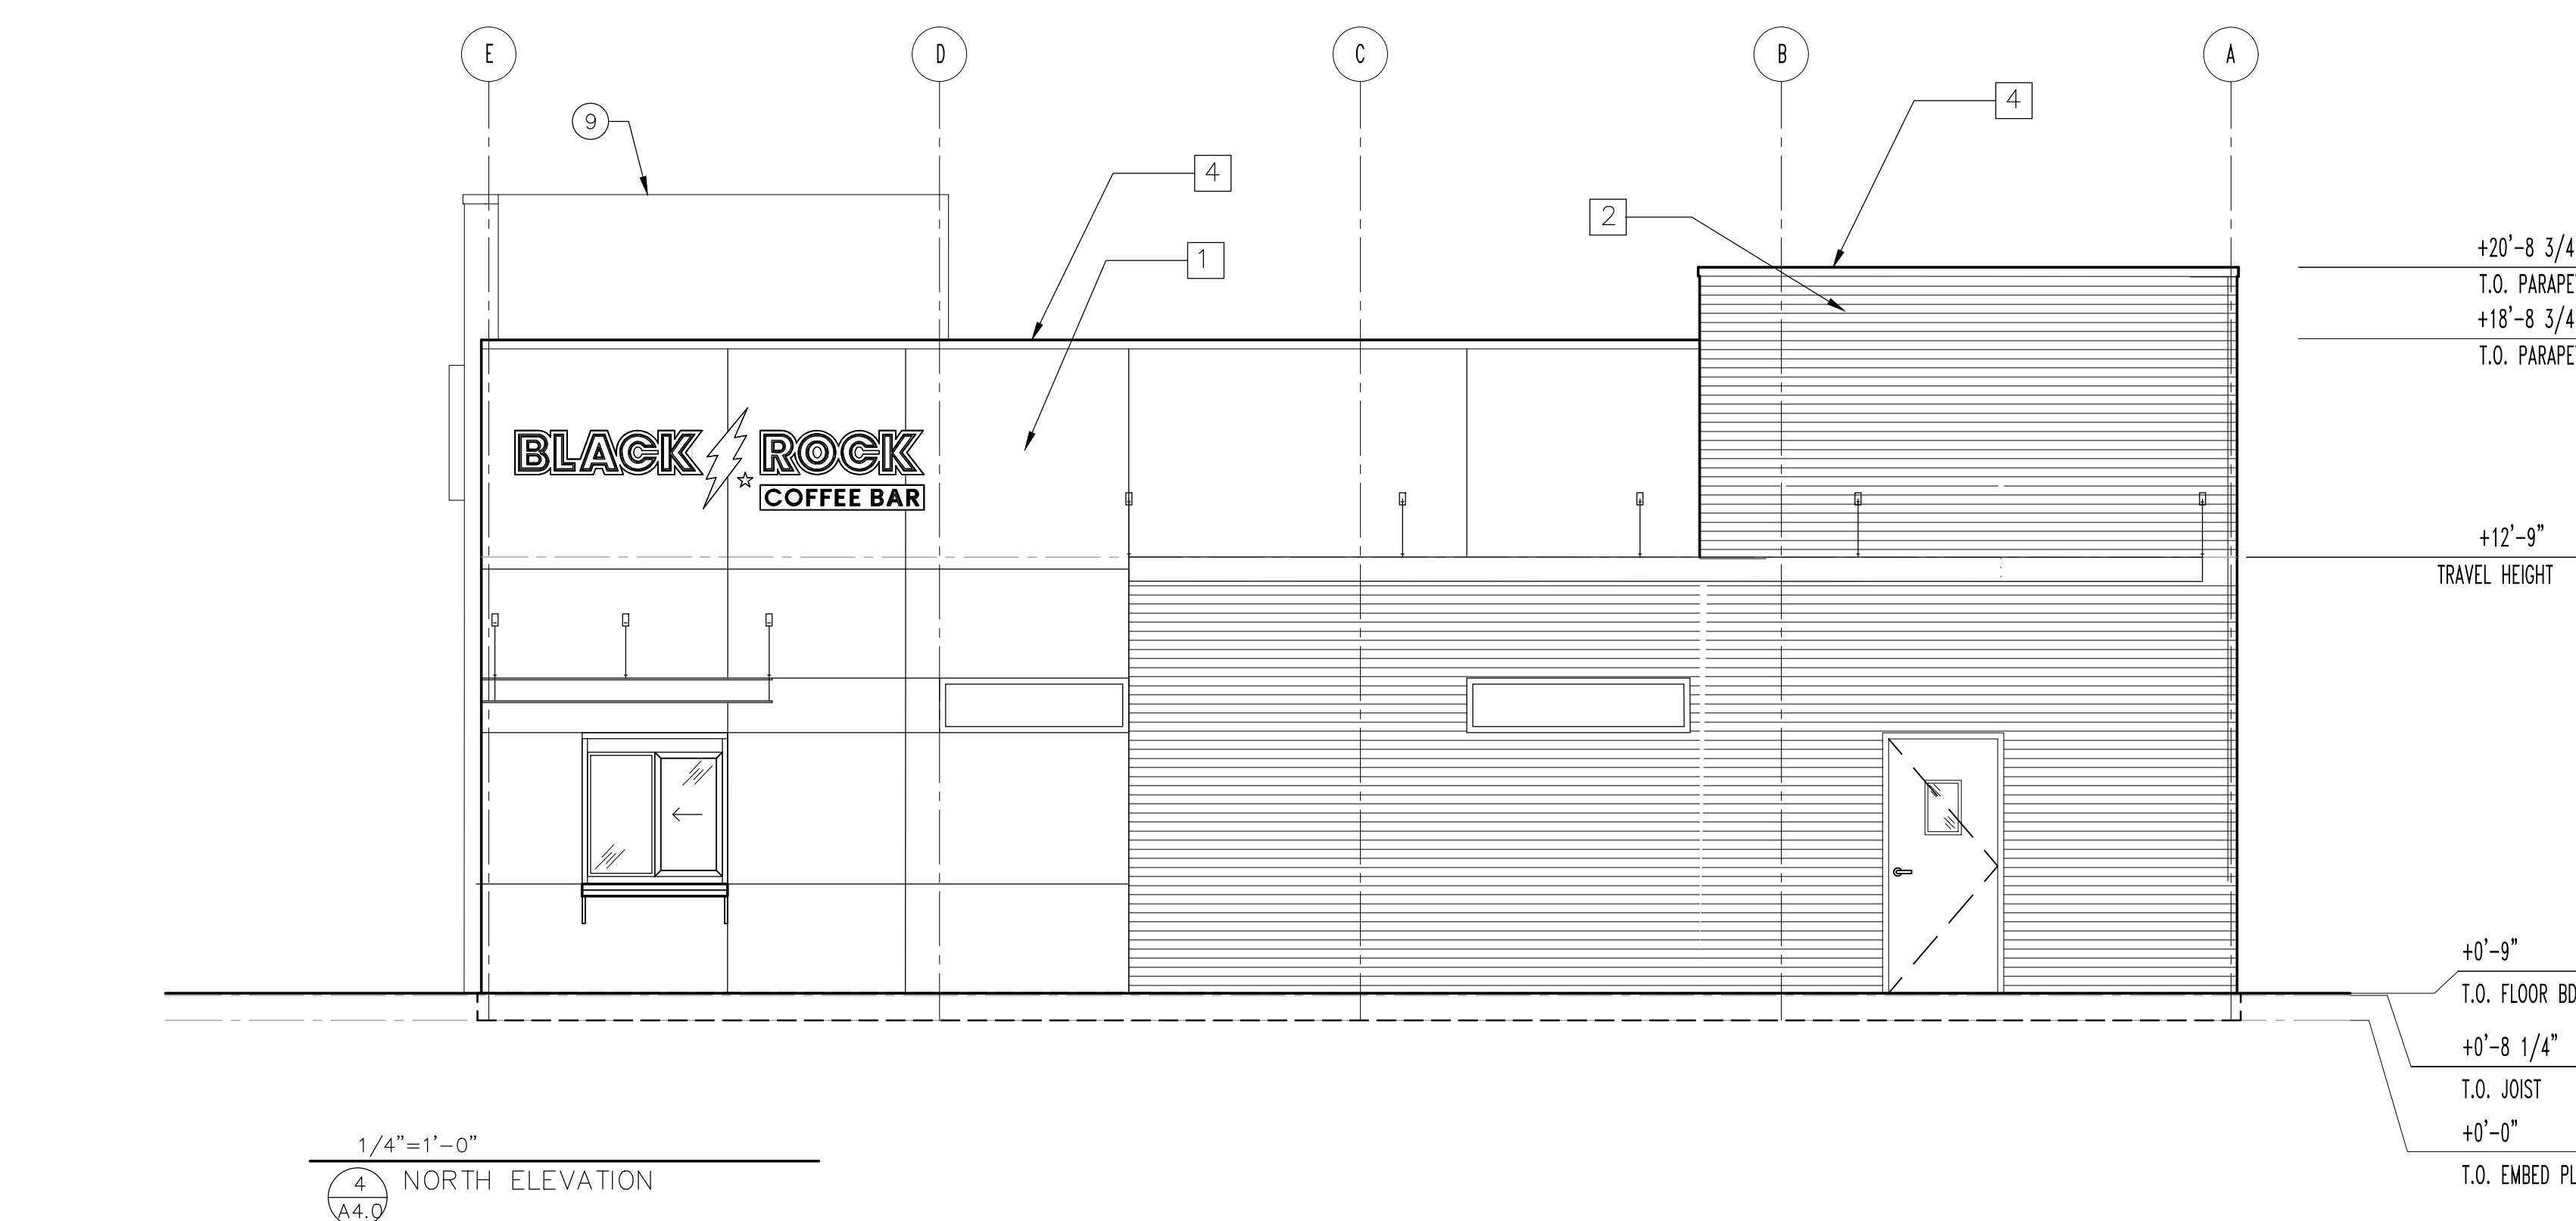 E D C B A
9
4
4
2
1
+20'-8 3/4
T.O. PARAPE
+18'-8 3/4
T.O. PARAPE
BLACK ROCK
COFFEE BAR
+12'-9"
TRAVEL HEIGHT
+0'-9"
T.O. FLOOR BD
+0'-8 1/4"
T.O. JOIST
+0'-0"
T.O. EMBED PL
1/4"=1'-0"
4 NORTH ELEVATION
A4.0